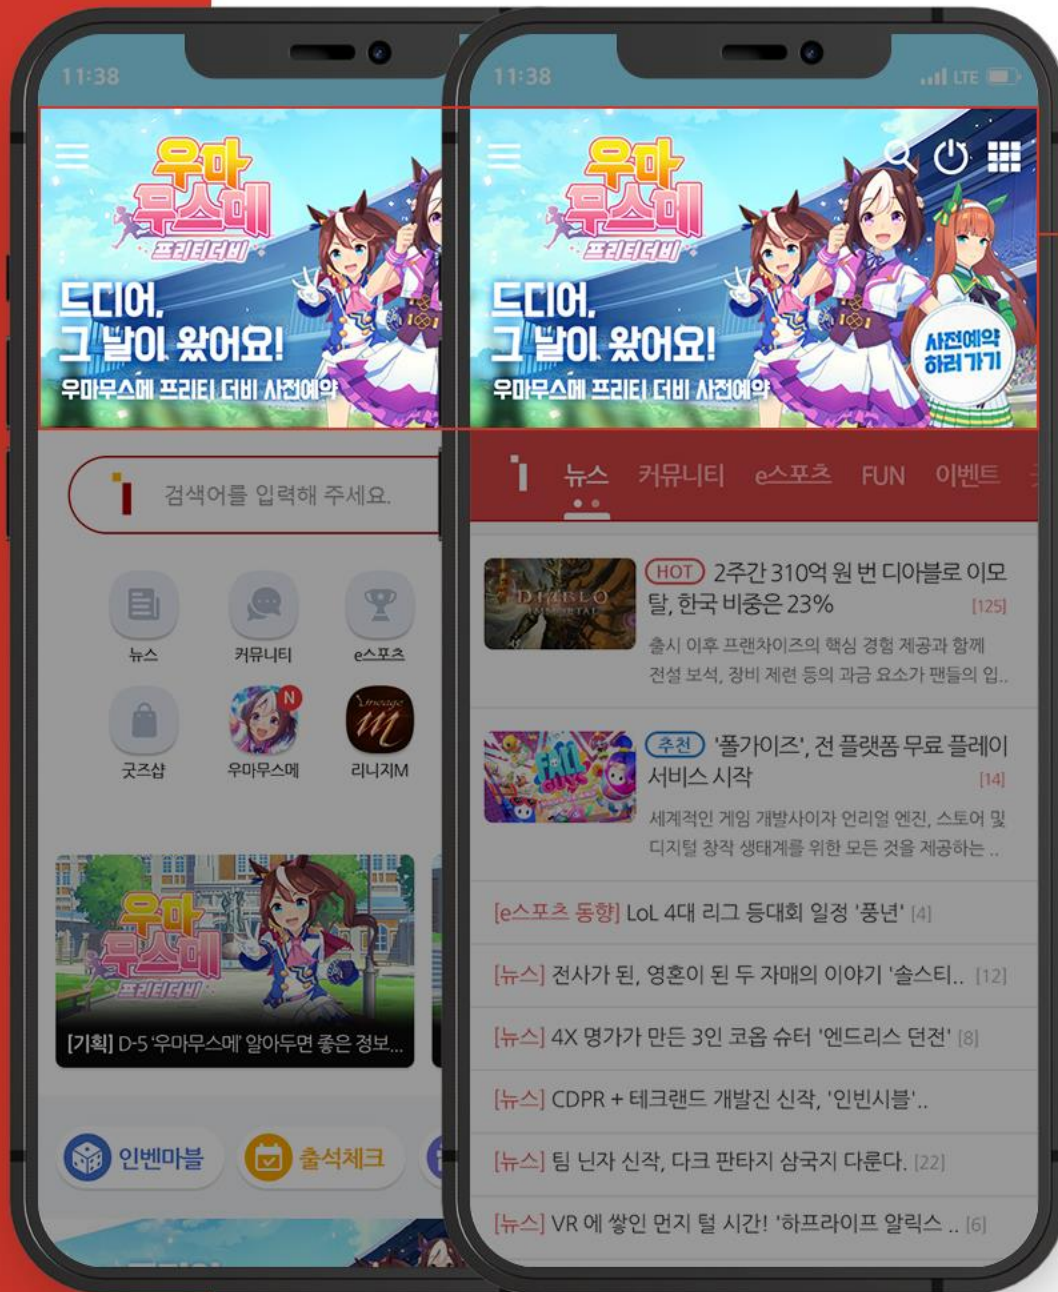 11:38
우마
무스메
프리티더비
드디어,
그 날이 왔어요!
우마무스메 프리티 더비 사전예약
검색어를 입력해 주세요.
뉴스
커뮤니티
e스포츠
굿즈샵
N
우마무스메
Lineage
m
리니지M
우마
무스메
프리티더비
[기획] D-5 '우마무스메' 알아두면 좋은 정보...
인벤마블
출석체크
11:38
LTE
우마
무스메
프리티더비
드디어,
그 날이 왔어요!
우마무스메 프리티 더비 사전예약
사전예약
하러 가기
뉴스 커뮤니티 e스포츠 FUN 이벤트
DIABLO
IMMORTAL
HOT 2주간 310억 원 번 디아블로 이모
탈, 한국 비중은 23% [125]
출시 이후 프랜차이즈의 핵심 경험 제공과 함께
전설 보석, 장비 제련 등의 과금 요소가 팬들의 입..
FALL
GUYS
추천 '폴가이즈', 전 플랫폼 무료 플레이
서비스 시작 [14]
세계적인 게임 개발사이자 언리얼 엔진, 스토어 및
디지털 창작 생태계를 위한 모든 것을 제공하는 ..
[e스포츠 동향] LoL 4대 리그 등대회 일정 '풍년' [4]
[뉴스] 전사가 된, 영혼이 된 두 자매의 이야기 '솔스티.. [12]
[뉴스] 4X 명가가 만든 3인 코옵 슈터 '엔드리스 던전' [8]
[뉴스] CDPR + 테크랜드 개발진 신작, '인빈시블'..
[뉴스] 팀 닌자 신작, 다크 판타지 삼국지 다룬다. [22]
[뉴스] VR 에 쌓인 먼지 털 시간! '하프라이프 알릭스 .. [6]